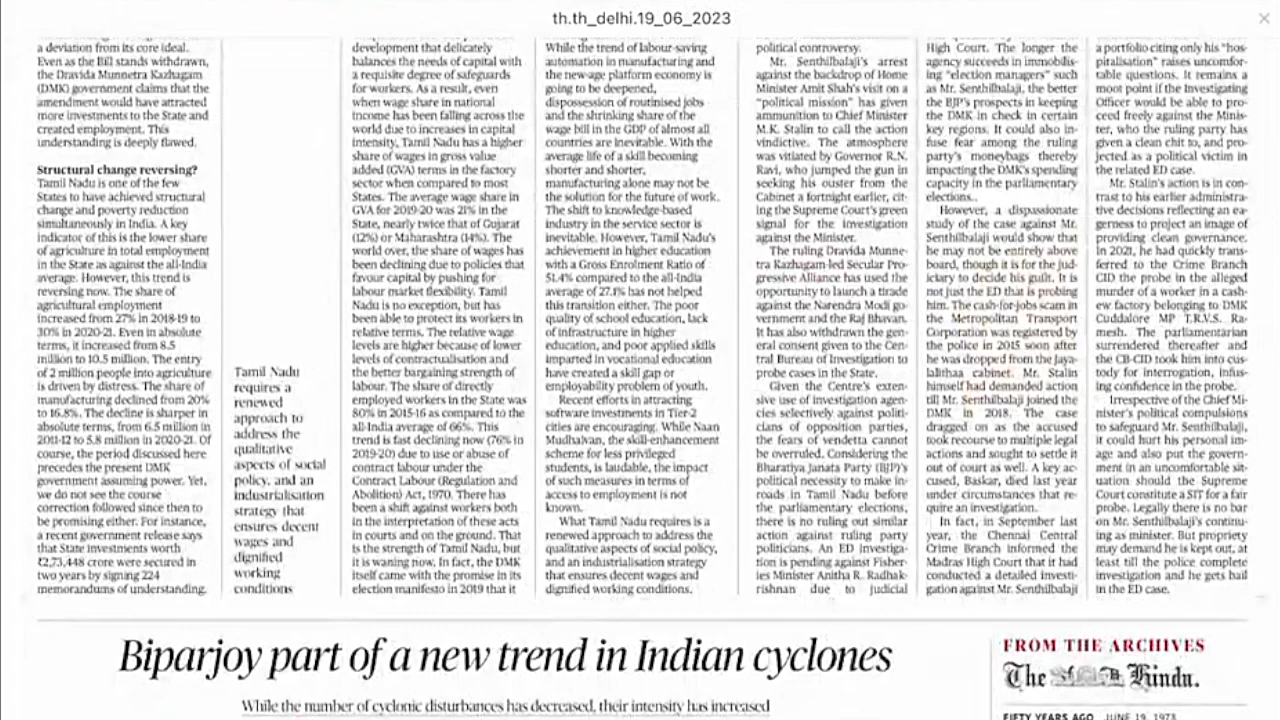 th.th_delhi.19_06_2023
a deviation from its core ideal.
Even as the Bill stands withdrawn,
the Dravida Munnetra Kazhagam
(DMK) government claims that the
amendment would have attracted
more investments to the State and
created employment. This
understanding is deeply flawed.
Structural change reversing?
Tamil Nadu is one of the few
States to have achieved structural
change and poverty reduction
simultaneously in India. A key
indicator of this is the lower share
of agriculture in total employment
in the State as against the all-India
average. However, this trend is
reversing now. The share of
agricultural employment
increased from 27% in 2018-19 to
30% in 2020-21. Even in absolute
terms, it increased from 8.5
million to 10.5 million. The entry
of 2 million people into agriculture
is driven by distress. The share of
manufacturing declined from 20%
to 16.8%. The decline is sharper in
absolute terms, from 6.5 million in
2011-12 to 5.8 million in 2020-21. Of
course, the period discussed here
precedes the present DMK
government assuming power. Yet,
we do not see the course
correction followed since then to
be promising either. For instance,
a recent government release says
that State investments worth
₹2,73,448 crore were secured in
two years by signing 224
memorandums of understanding.
Tamil Nadu
requires a
renewed
approach to
address the
qualitative
aspects of social
policy, and an
industrialisation
strategy that
ensures decent
wages and
dignified
working
conditions
development that delicately
balances the needs of capital with
a requisite degree of safeguards
for workers. As a result, even
when wage share in national
income has been falling across the
world due to increases in capital
intensity, Tamil Nadu has a higher
share of wages in gross value
added (GVA) terms in the factory
sector when compared to most
States. The average wage share in
GVA for 2019-20 was 21% in the
State, nearly twice that of Gujarat
(12%) or Maharashtra (14%). The
world over, the share of wages has
been declining due to policies that
favour capital by pushing for
labour market flexibility. Tamil
Nadu is no exception, but has
been able to protect its workers in
relative terms. The relative wage
levels are higher because of lower
levels of contractualisation and
the better bargaining strength of
labour. The share of directly
employed workers in the State was
80% in 2015-16 as compared to the
all-India average of 66%. This
trend is fast declining now (76% in
2019-20) due to use or abuse of
contract labour under the
Contract Labour (Regulation and
Abolition) Act, 1970. There has
been a shift against workers both
in the interpretation of these acts
in courts and on the ground. That
is the strength of Tamil Nadu, but
it is waning now. In fact, the DMK
itself came with the promise in its
election manifesto in 2019 that it
While the trend of labour-saving
automation in manufacturing and
the new-age platform economy is
going to be deepened,
dispossession of routinised jobs
and the shrinking share of the
wage bill in the GDP of almost all
countries are inevitable. With the
average life of a skill becoming
shorter and shorter,
manufacturing alone may not be
the solution for the future of work.
The shift to knowledge-based
industry in the service sector is
inevitable. However, Tamil Nadu's
achievement in higher education
with a Gross Enrolment Ratio of
51.4% compared to the all-India
average of 27.1% has not helped
this transition either. The poor
quality of school education, lack
of infrastructure in higher
education, and poor applied skills
imparted in vocational education
have created a skill gap or
employability problem of youth.
Recent efforts in attracting
software investments in Tier-2
cities are encouraging. While Naan
Mudhalvan, the skill-enhancement
scheme for less privileged
students, is laudable, the impact
of such measures in terms of
access to employment is not
known.
What Tamil Nadu requires is a
renewed approach to address the
qualitative aspects of social policy,
and an industrialisation strategy
that ensures decent wages and
dignified working conditions.
political controversy.
Mr. Senthilbalaji's arrest
against the backdrop of Home
Minister Amit Shah's visit on a
"political mission" has given
ammunition to Chief Minister
M.K. Stalin to call the action
vindictive. The atmosphere
was vitiated by Governor R.N.
Ravi, who jumped the gun in
seeking his ouster from the
Cabinet a fortnight earlier, cit-
ing the Supreme Court's green
signal for the investigation
against the Minister.
The ruling Dravida Munne-
tra Kazhagam-led Secular Pro-
gressive Alliance has used the
opportunity to launch a tirade
against the Narendra Modi go-
vernment and the Raj Bhavan.
It has also withdrawn the gen-
eral consent given to the Cen-
tral Bureau of Investigation to
probe cases in the State.
Given the Centre's exten-
sive use of investigation agen-
cies selectively against politi-
cians of opposition parties,
the fears of vendetta cannot
be overruled. Considering the
Bharatiya Janata Party (BJP)'s
political necessity to make in-
roads in Tamil Nadu before
the parliamentary elections,
there is no ruling out similar
action against ruling party
politicians. An ED investiga-
tion is pending against Fisher-
ies Minister Anitha R. Radhak-
rishnan due to judicial
High Court. The longer the
agency succeeds in immobilis-
ing "election managers" such
as Mr. Senthilbalaji, the better
the BJP's prospects in keeping
the DMK in check in certain
key regions. It could also in-
fuse fear among the ruling
party's moneybags thereby
impacting the DMK's spending
capacity in the parliamentary
elections..
However, a dispassionate
study of the case against Mr.
Senthilbalaji would show that
he may not be entirely above
board, though it is for the jud-
iciary to decide his guilt. It is
not just the ED that is probing
him. The cash-for-jobs scam in
the Metropolitan Transport
Corporation was registered by
the police in 2015 soon after
he was dropped from the Jaya-
lalithaa cabinet. Mr. Stalin
himself had demanded action
till Mr. Senthilbalaji joined the
DMK in 2018. The case
dragged on as the accused
took recourse to multiple legal
actions and sought to settle it
out of court as well. A key ac-
cused, Baskar, died last year
under circumstances that re-
quire an investigation.
In fact, in September last
year, the Chennai Central
Crime Branch informed the
Madras High Court that it had
conducted a detailed investi-
gation against Mr. Senthilbalaji
a portfolio citing only his "hos-
pitalisation" raises uncomfor-
table questions. It remains a
moot point if the Investigating
Officer would be able to pro-
ceed freely against the Minis-
ter, who the ruling party has
given a clean chit to, and pro-
jected as a political victim in
the related ED case.
Mr. Stalin's action is in con-
trast to his earlier administra-
tive decisions reflecting an ea-
gerness to project an image of
providing clean governance.
In 2021, he had quickly trans-
ferred to the Crime Branch
CID the probe in the alleged
murder of a worker in a cash-
ew factory belonging to DMK
Cuddalore MP T.R.V.S. Ra-
mesh. The parliamentarian
surrendered thereafter and
the CB-CID took him into cus-
tody for interrogation, infus-
ing confidence in the probe.
Irrespective of the Chief Mi-
nister's political compulsions
to safeguard Mr. Senthilbalaji,
it could hurt his personal im-
age and also put the govern-
ment in an uncomfortable sit-
uation should the Supreme
Court constitute a SIT for a fair
probe. Legally there is no bar
on Mr. Senthilbalaji's continu-
ing as minister. But propriety
may demand he is kept out, at
least till the police complete
investigation and he gets bail
in the ED case.
Biparjoy part of a new trend in Indian cyclones
While the number of cyclonic disturbances has decreased, their intensity has increased
FROM THE ARCHIVES
The Hindu.
FIFTY YEARS AGO JUNE 19, 1973